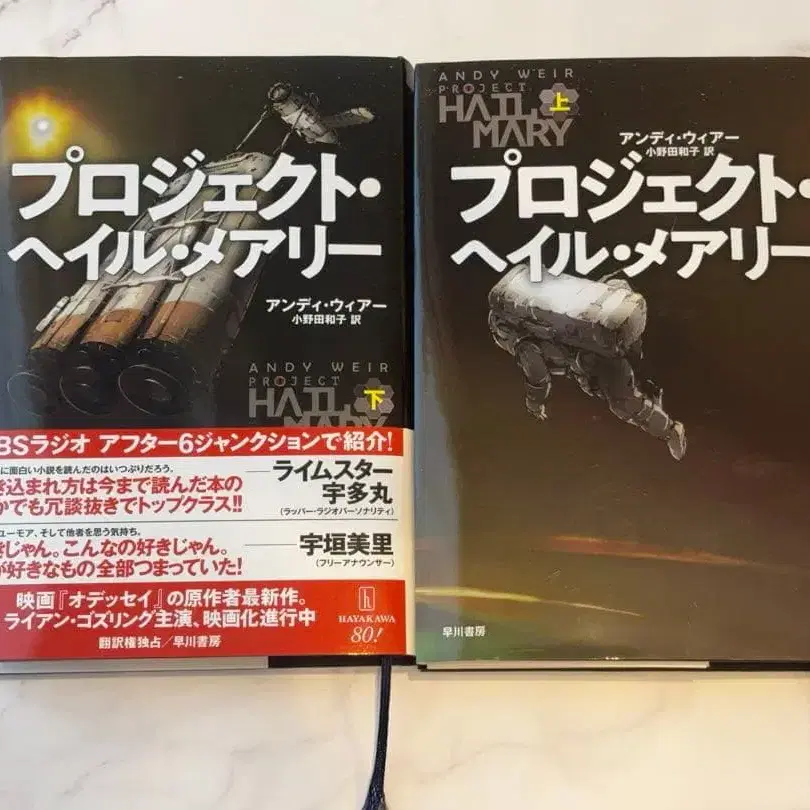 プロジェクト・
ヘイル・メアリー
アンディ・ウィアー
小野田和子 訳
ANDY WEIR
PROJECT
HAIL
MARY
下
BSラジオ アフター6ジャンクションで紹介!
に面白い小説を読んだのはいつぶりだろう。
き込まれ方は今まで読んだ本の
かでも冗談抜きでトップクラス!!
ライムスター
宇多丸
(ラッパー・ラジオパーソナリティ)
ユーモア、そして他者を思う気持ち。
きじゃん。こんなの好きじゃん。
が好きなもの全部つまっていた!
宇垣美里
(フリーアナウンサー)
映画『オデッセイ』の原作者最新作。
ライアン・ゴズリング主演、映画化進行中
翻訳権独占/早川書房
h
HAYAKAWA
80!
ANDY WEIR
PROJECT
HAIL
MARY
上
アンディ・ウィアー
小野田和子 訳
プロジェクト・
ヘイル・メアリー
早川書房